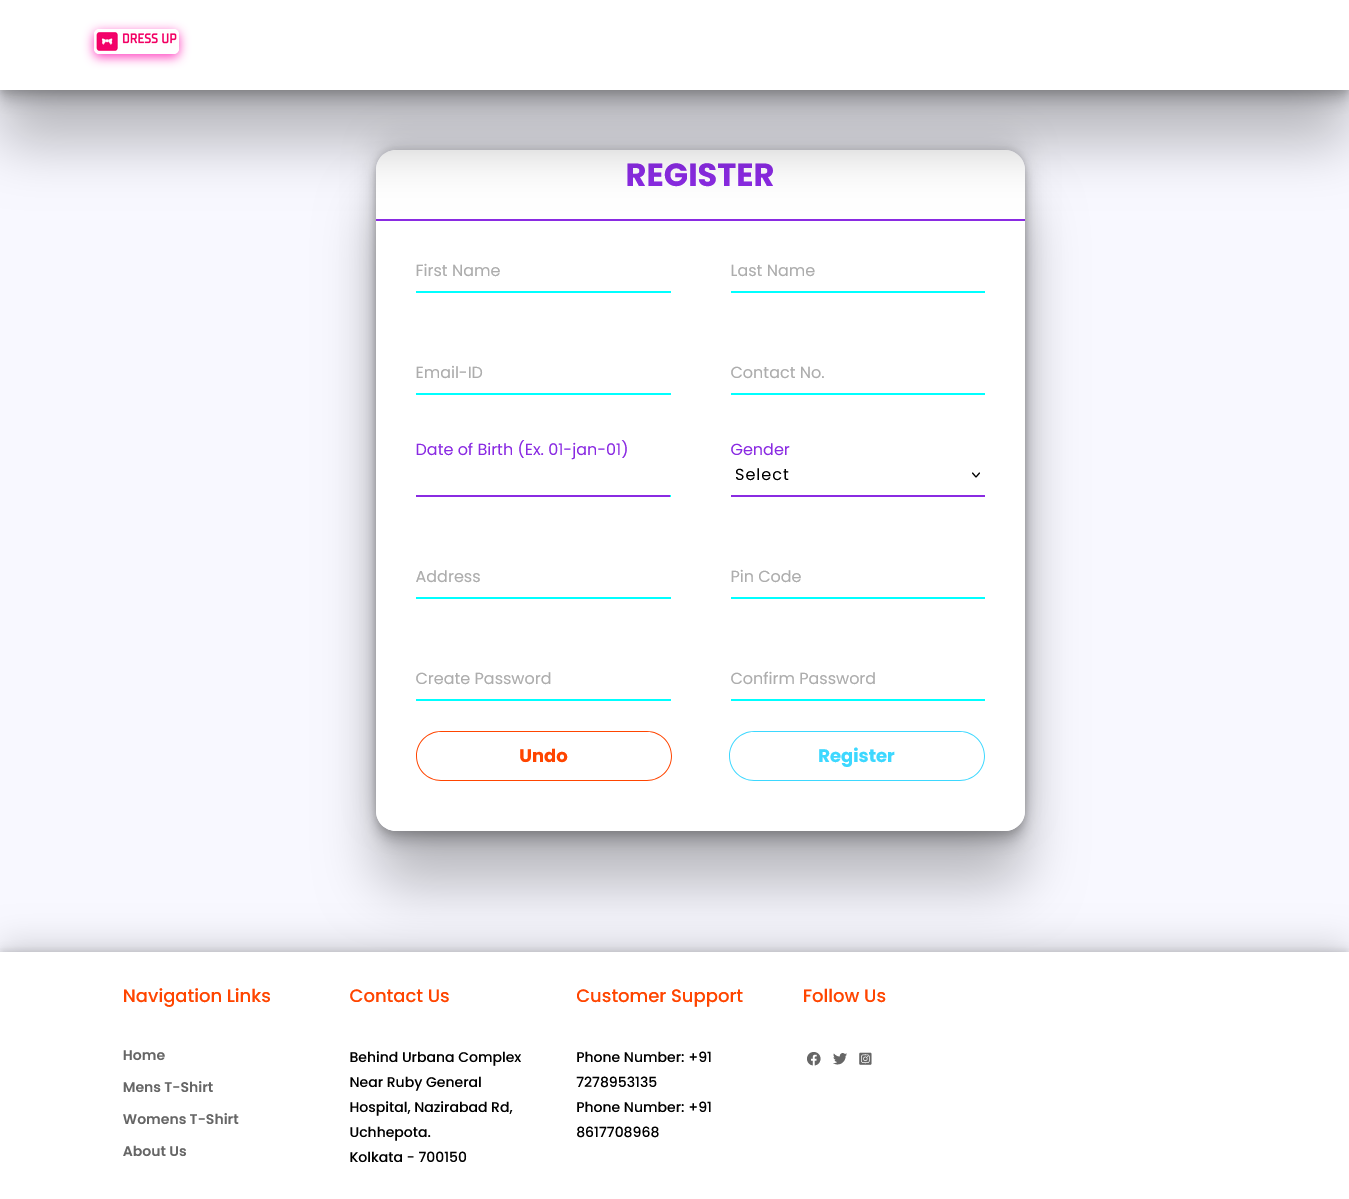 DRESS UP
REGISTER
First Name
Last Name
Email-ID
Contact No.
Date of Birth (Ex. 01-jan-01)
Gender
Select
Address
Pin Code
Create Password
Confirm Password
Undo
Register
Navigation Links
Home
Mens T-Shirt
Womens T-Shirt
About Us
Contact Us
Behind Urbana Complex
Near Ruby General
Hospital, Nazirabad Rd,
Uchhepota.
Kolkata - 700150
Customer Support
Phone Number: +91
7278953135
Phone Number: +91
8617708968
Follow Us